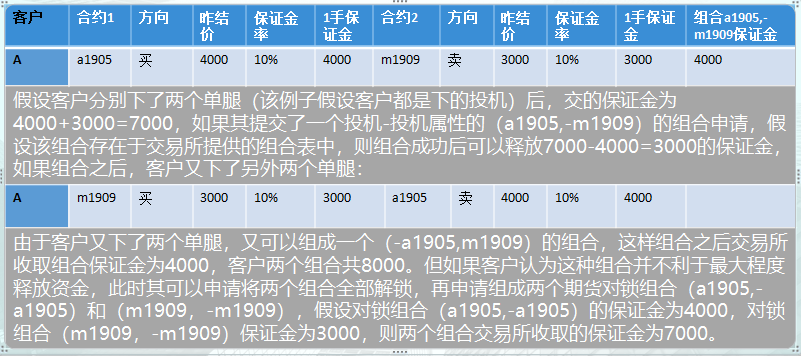 客户 合约1 方向 昨结价 保证金率 1手保证金 合约2 方向 昨结价 保证金率 1手保证金 组合a1905,-m1909保证金
A a1905 买 4000 10% 4000 m1909 卖 3000 10% 3000 4000
假设客户分别下了两个单腿（该例子假设客户都是下的投机）后，交的保证金为
4000+3000=7000，如果其提交了一个投机-投机属性的（a1905,-m1909）的组合申请，假
设该组合存在于交易所提供的组合表中，则组合成功后可以释放7000-4000=3000的保证金，
如果组合之后，客户又下了另外两个单腿：
A m1909 买 3000 10% 3000 a1905 卖 4000 10% 4000
由于客户又下了两个单腿，又可以组成一个（-a1905,m1909）的组合，这样组合之后交易所
收取组合保证金为4000，客户两个组合共8000。但如果客户认为这种组合并不利于最大程度
释放资金，此时其可以申请将两个组合全部解锁，再申请组成两个期货对锁组合（a1905,-
a1905）和（m1909，-m1909），假设对锁组合（a1905,-a1905）的保证金为4000，对锁
组合（m1909，-m1909）保证金为3000，则两个组合交易所收取的保证金为7000。